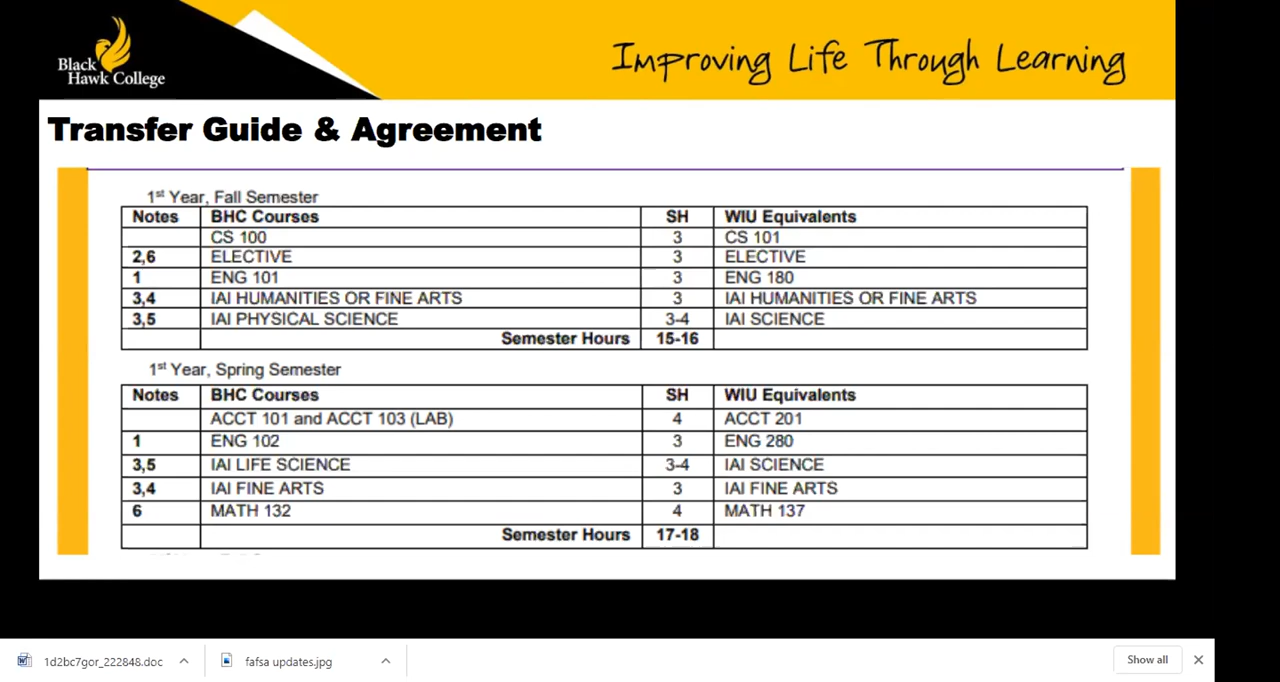 Black
Hawk College
Improving Life Through Learning
Transfer Guide & Agreement
1st Year, Fall Semester
Notes BHC Courses SH WIU Equivalents
CS 100 3 CS 101
2,6 ELECTIVE 3 ELECTIVE
1 ENG 101 3 ENG 180
3,4 IAI HUMANITIES OR FINE ARTS 3 IAI HUMANITIES OR FINE ARTS
3,5 IAI PHYSICAL SCIENCE 3-4 IAI SCIENCE
Semester Hours 15-16
1st Year, Spring Semester
Notes BHC Courses SH WIU Equivalents
ACCT 101 and ACCT 103 (LAB) 4 ACCT 201
1 ENG 102 3 ENG 280
3,5 IAI LIFE SCIENCE 3-4 IAI SCIENCE
3,4 IAI FINE ARTS 3 IAI FINE ARTS
6 MATH 132 4 MATH 137
Semester Hours 17-18
1d2bc7gor_222848.doc fafsa updates.jpg Show all